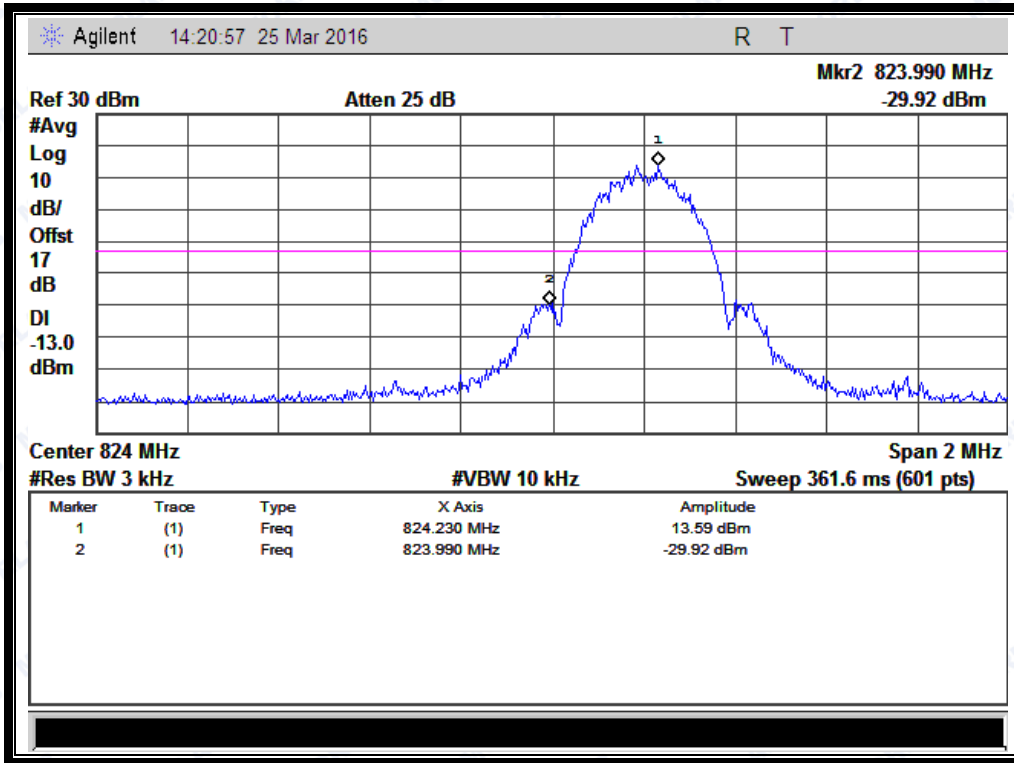 Agilent 14:20:57 25 Mar 2016 R T
Mkr2 823.990 MHz
Ref 30 dBm Atten 25 dB -29.92 dBm
#Avg
Log
10
dB/
Offst
17
dB
DI
-13.0
dBm
1
2
Center 824 MHz Span 2 MHz
#Res BW 3 kHz #VBW 10 kHz Sweep 361.6 ms (601 pts)
Marker Trace Type X Axis Amplitude
1 (1) Freq 824.230 MHz 13.59 dBm
2 (1) Freq 823.990 MHz -29.92 dBm